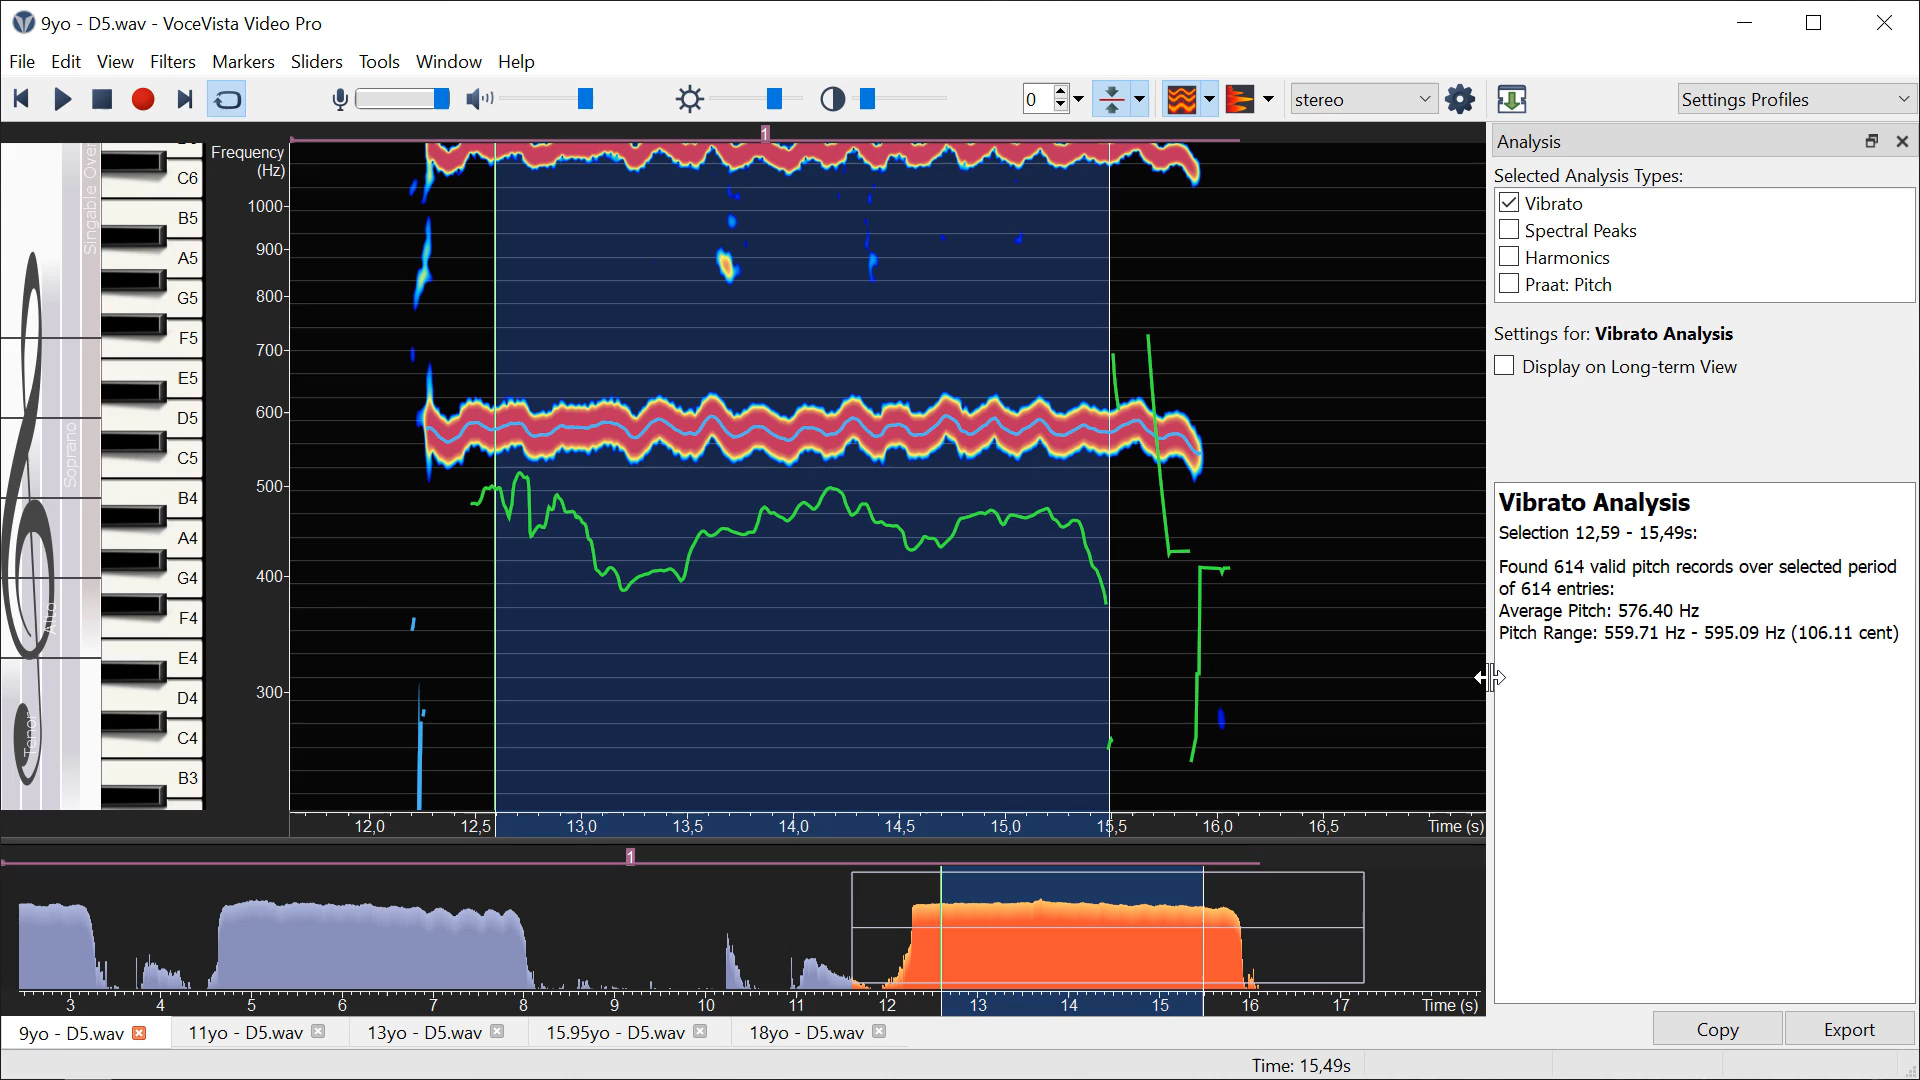 9yo - D5.wav - VoceVista Video Pro
File Edit View Filters Markers Sliders Tools Window Help
0 stereo Settings Profiles
1
Analysis
Selected Analysis Types:
Vibrato
Spectral Peaks
Harmonics
Praat: Pitch
Settings for: Vibrato Analysis
Display on Long-term View
Vibrato Analysis
Selection 12,59 - 15,49s:
Found 614 valid pitch records over selected period
of 614 entries:
Average Pitch: 576.40 Hz
Pitch Range: 559.71 Hz - 595.09 Hz (106.11 cent)
Copy Export
Singable Over
Soprano
Alto
Tenor
C6
B5
A5
G5
F5
E5
D5
C5
B4
A4
G4
F4
E4
D4
C4
B3
Frequency
(Hz)
1000
900
800
700
600
500
400
300
12,0 12,5 13,0 13,5 14,0 14,5 15,0 15,5 16,0 16,5 Time (s)
1
3 4 5 6 7 8 9 10 11 12 13 14 15 16 17 Time (s)
9yo - D5.wav 11yo - D5.wav 13yo - D5.wav 15.95yo - D5.wav 18yo - D5.wav
Time: 15,49s